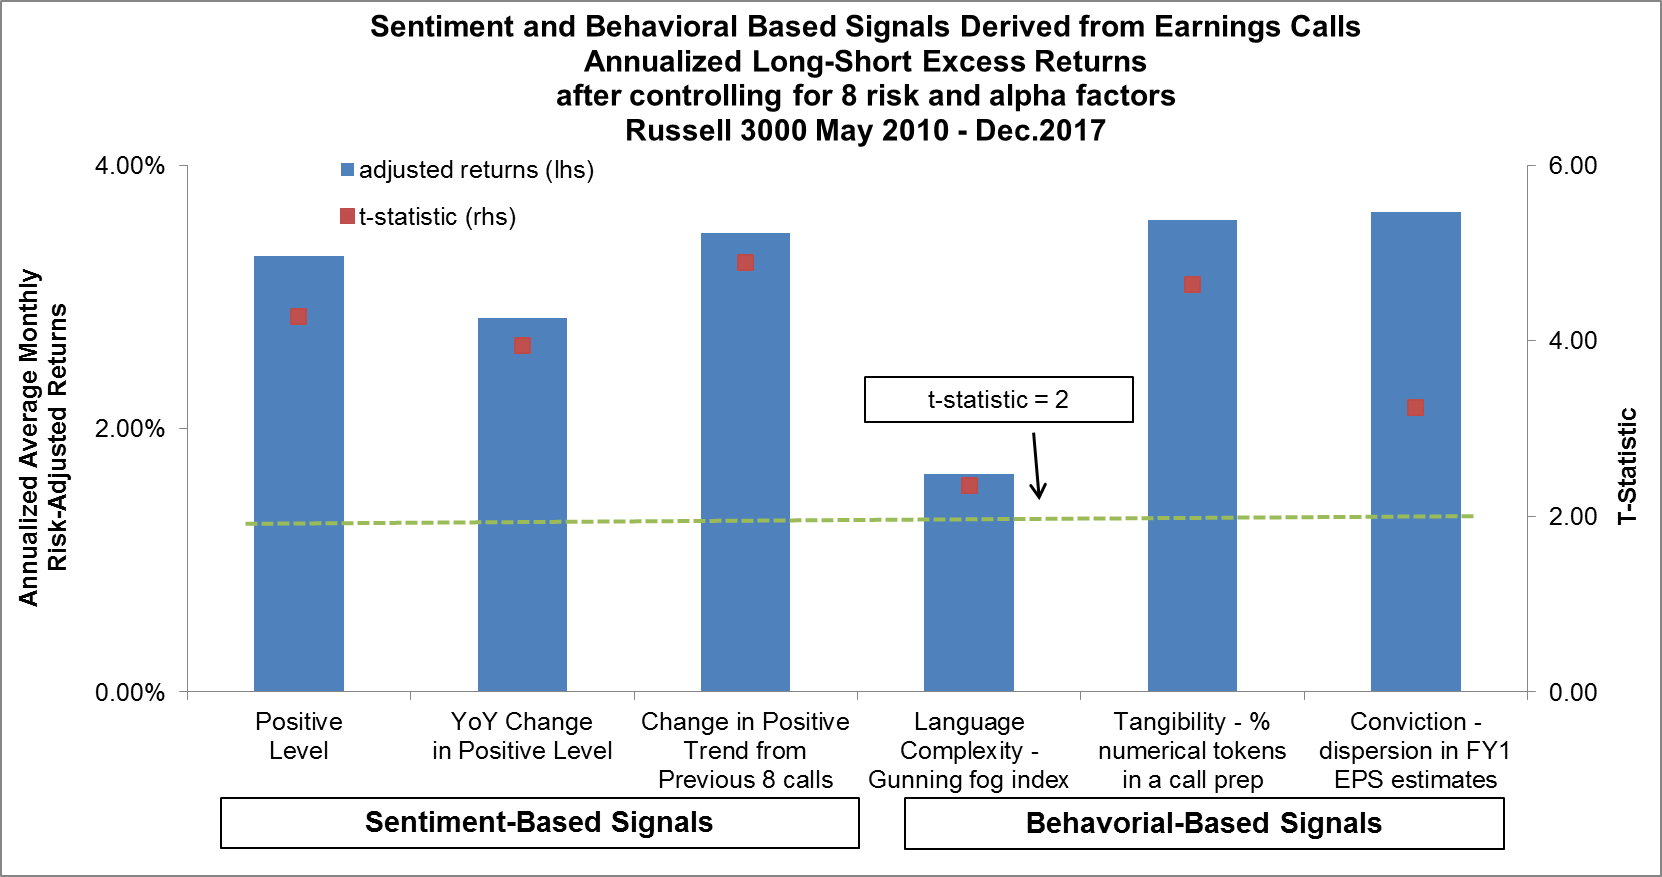 Sentiment and Behavioral Based Signals Derived from Earnings Calls
Annualized Long-Short Excess Returns
after controlling for 8 risk and alpha factors
Russell 3000 May 2010 - Dec.2017
4.00%
adjusted returns (lhs)
6.00
t-statistic (rhs)
Annualized Average Monthly
Risk-Adjusted Returns
4.00
t-statistic = 2
2.00%
T-Statistic
2.00
0.00%
0.00
Positive
Level
YoY Change
in Positive Level
Change in Positive
Trend from
Previous 8 calls
Language
Complexity -
Gunning fog index
Tangibility - %
numerical tokens
in a call prep
Conviction -
dispersion in FY1
EPS estimates
Sentiment-Based Signals
Behavorial-Based Signals